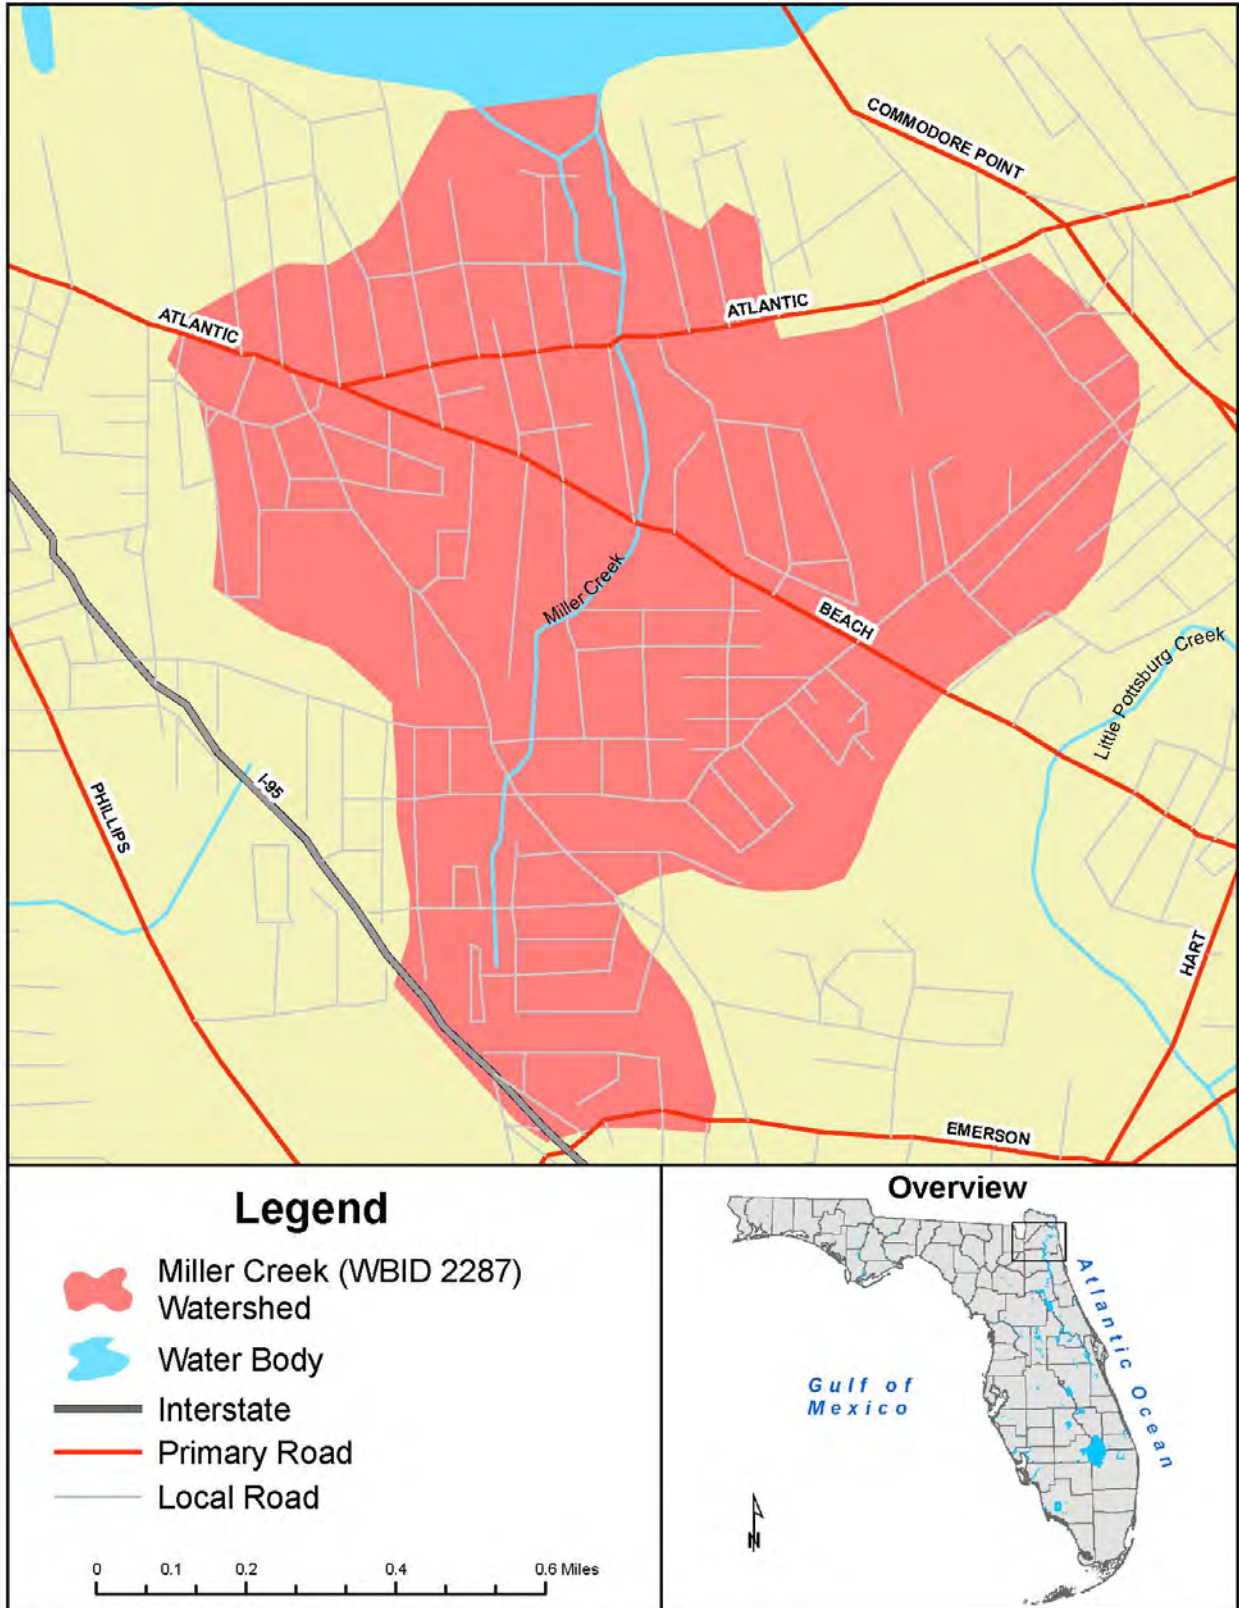 COMMODORE POINT
ATLANTIC
ATLANTIC
Miller Creek
BEACH
Little Pottsburg Creek
I-95
PHILLIPS
HART
EMERSON
Legend
Miller Creek (WBID 2287)
Watershed
Water Body
Interstate
Primary Road
Local Road
0 0.1 0.2 0.4 0.6 Miles
Overview
Atlantic Ocean
Gulf of
Mexico
N